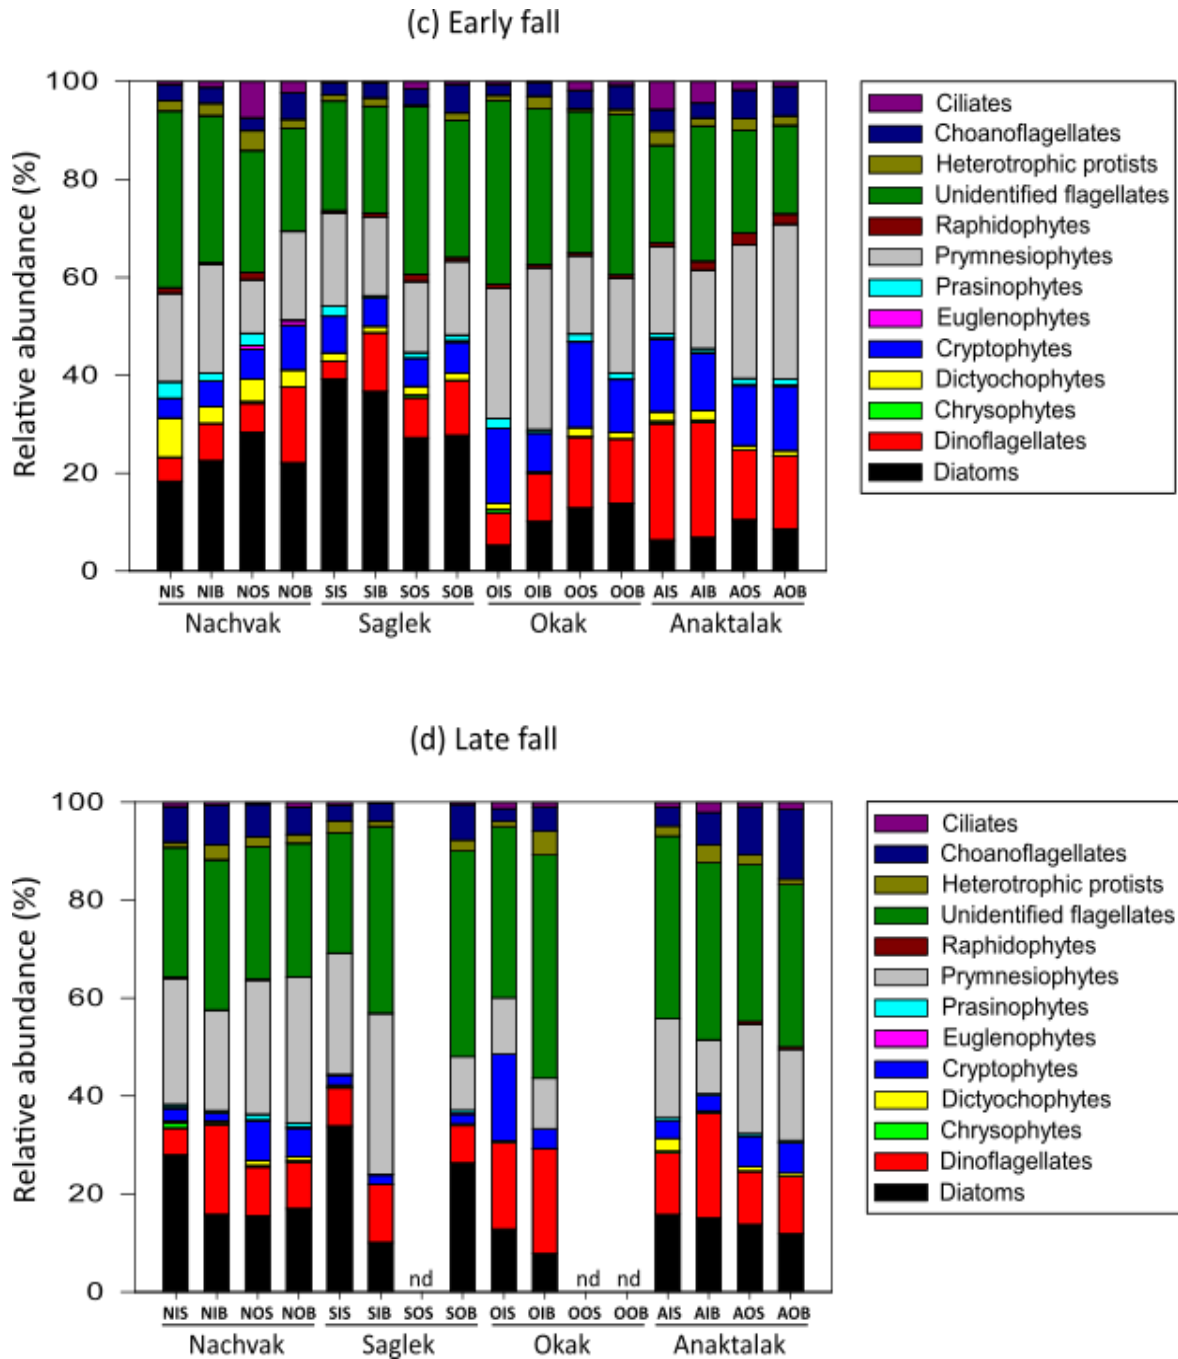 (c) Early fall
Relative abundance (%)
100
80
60
40
20
0
NIS NIB NOS NOB SIS SIB SOS SOB OIS OIB OOS OOB AIS AIB AOS AOB
Nachvak Saglek Okak Anaktalak
Ciliates
Choanoflagellates
Heterotrophic protists
Unidentified flagellates
Raphidophytes
Prymnesiophytes
Prasinophytes
Euglenophytes
Cryptophytes
Dictyochophytes
Chrysophytes
Dinoflagellates
Diatoms
(d) Late fall
Relative abundance (%)
100
80
60
40
20
0
nd nd nd
NIS NIB NOS NOB SIS SIB SOS SOB OIS OIB OOS OOB AIS AIB AOS AOB
Nachvak Saglek Okak Anaktalak
Ciliates
Choanoflagellates
Heterotrophic protists
Unidentified flagellates
Raphidophytes
Prymnesiophytes
Prasinophytes
Euglenophytes
Cryptophytes
Dictyochophytes
Chrysophytes
Dinoflagellates
Diatoms